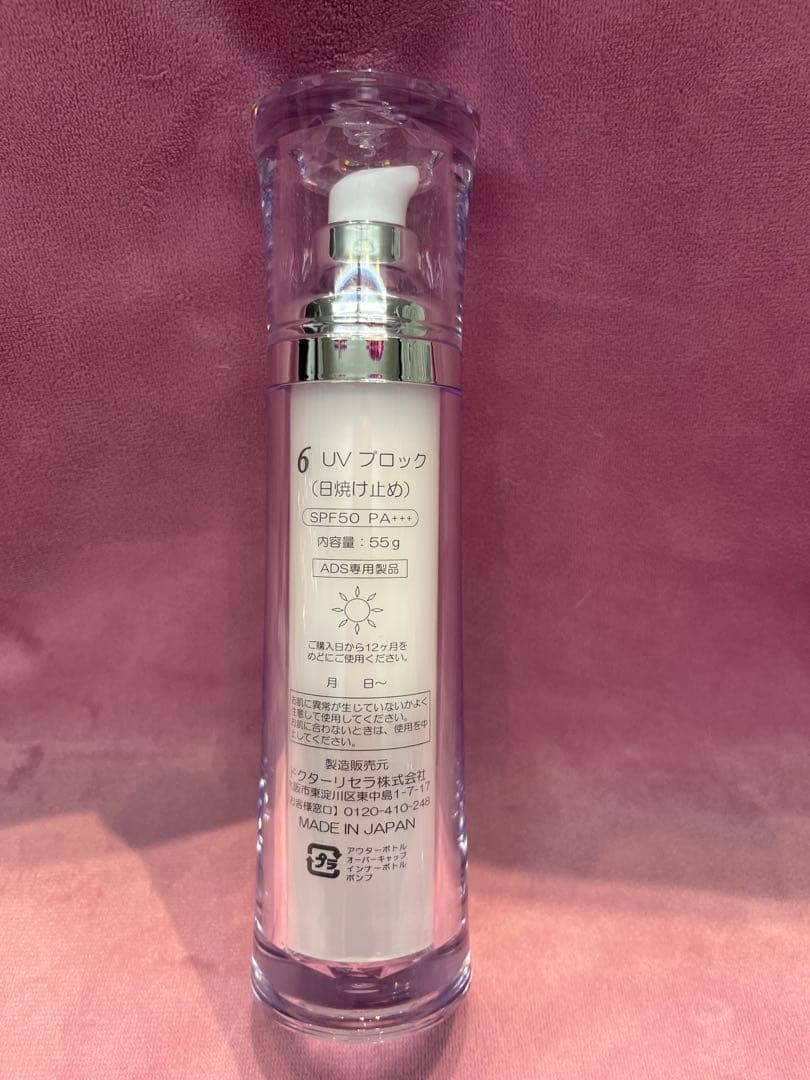 6 UV ブロック
(日焼け止め)
SPF50 PA+++
内容量：55g
ADS専用製品
ご購入日から12ヶ月を
めどにご使用ください。
月 日～
お肌に異常が生じていないかよく
注意して使用してください。
お肌に合わないときは、使用を中
止してください。
製造販売元
ドクターリセラ株式会社
大阪市東淀川区東中島1-7-17
【お客様窓口】0120-410-248
MADE IN JAPAN
プラ
アウターボトル
オーバーキャップ
インナーボトル
ポンプ